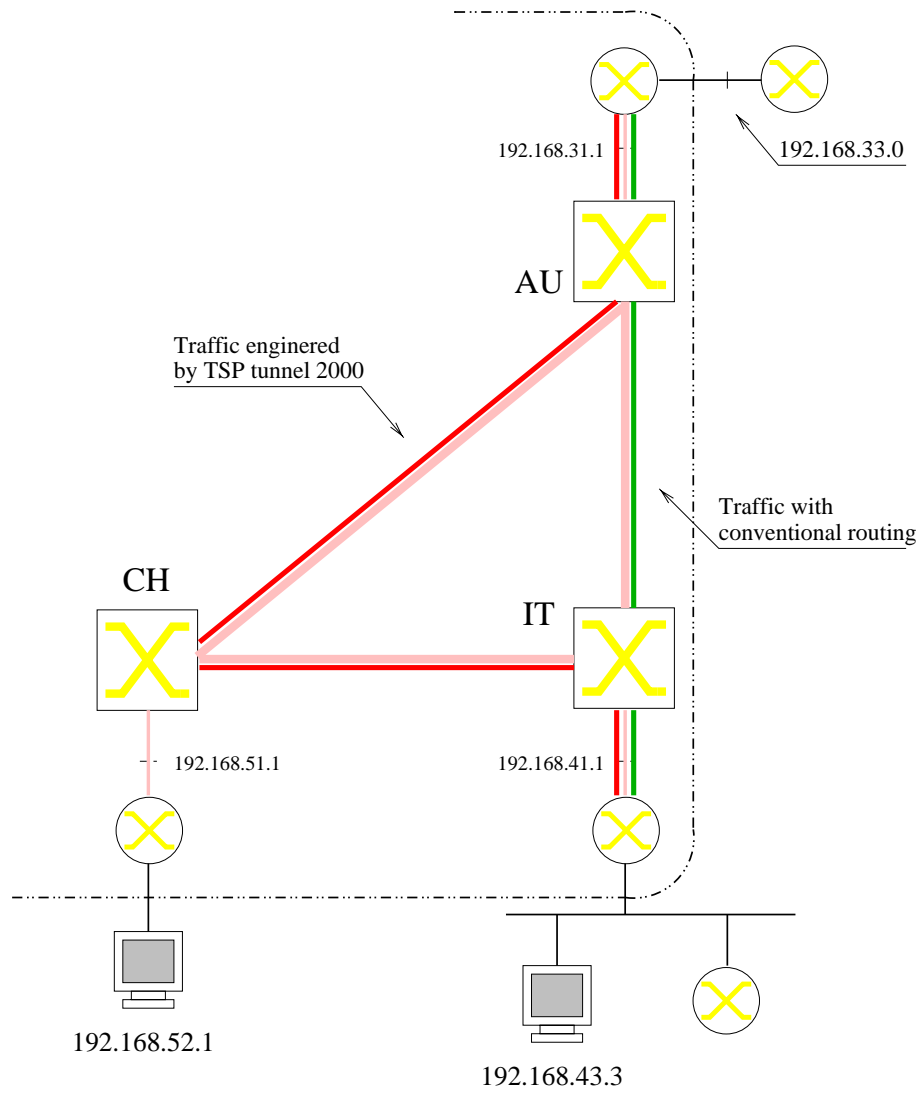 192.168.31.1
192.168.33.0
AU
Traffic enginered
by TSP tunnel 2000
Traffic with
conventional routing
CH
IT
192.168.51.1
192.168.41.1
192.168.52.1
192.168.43.3